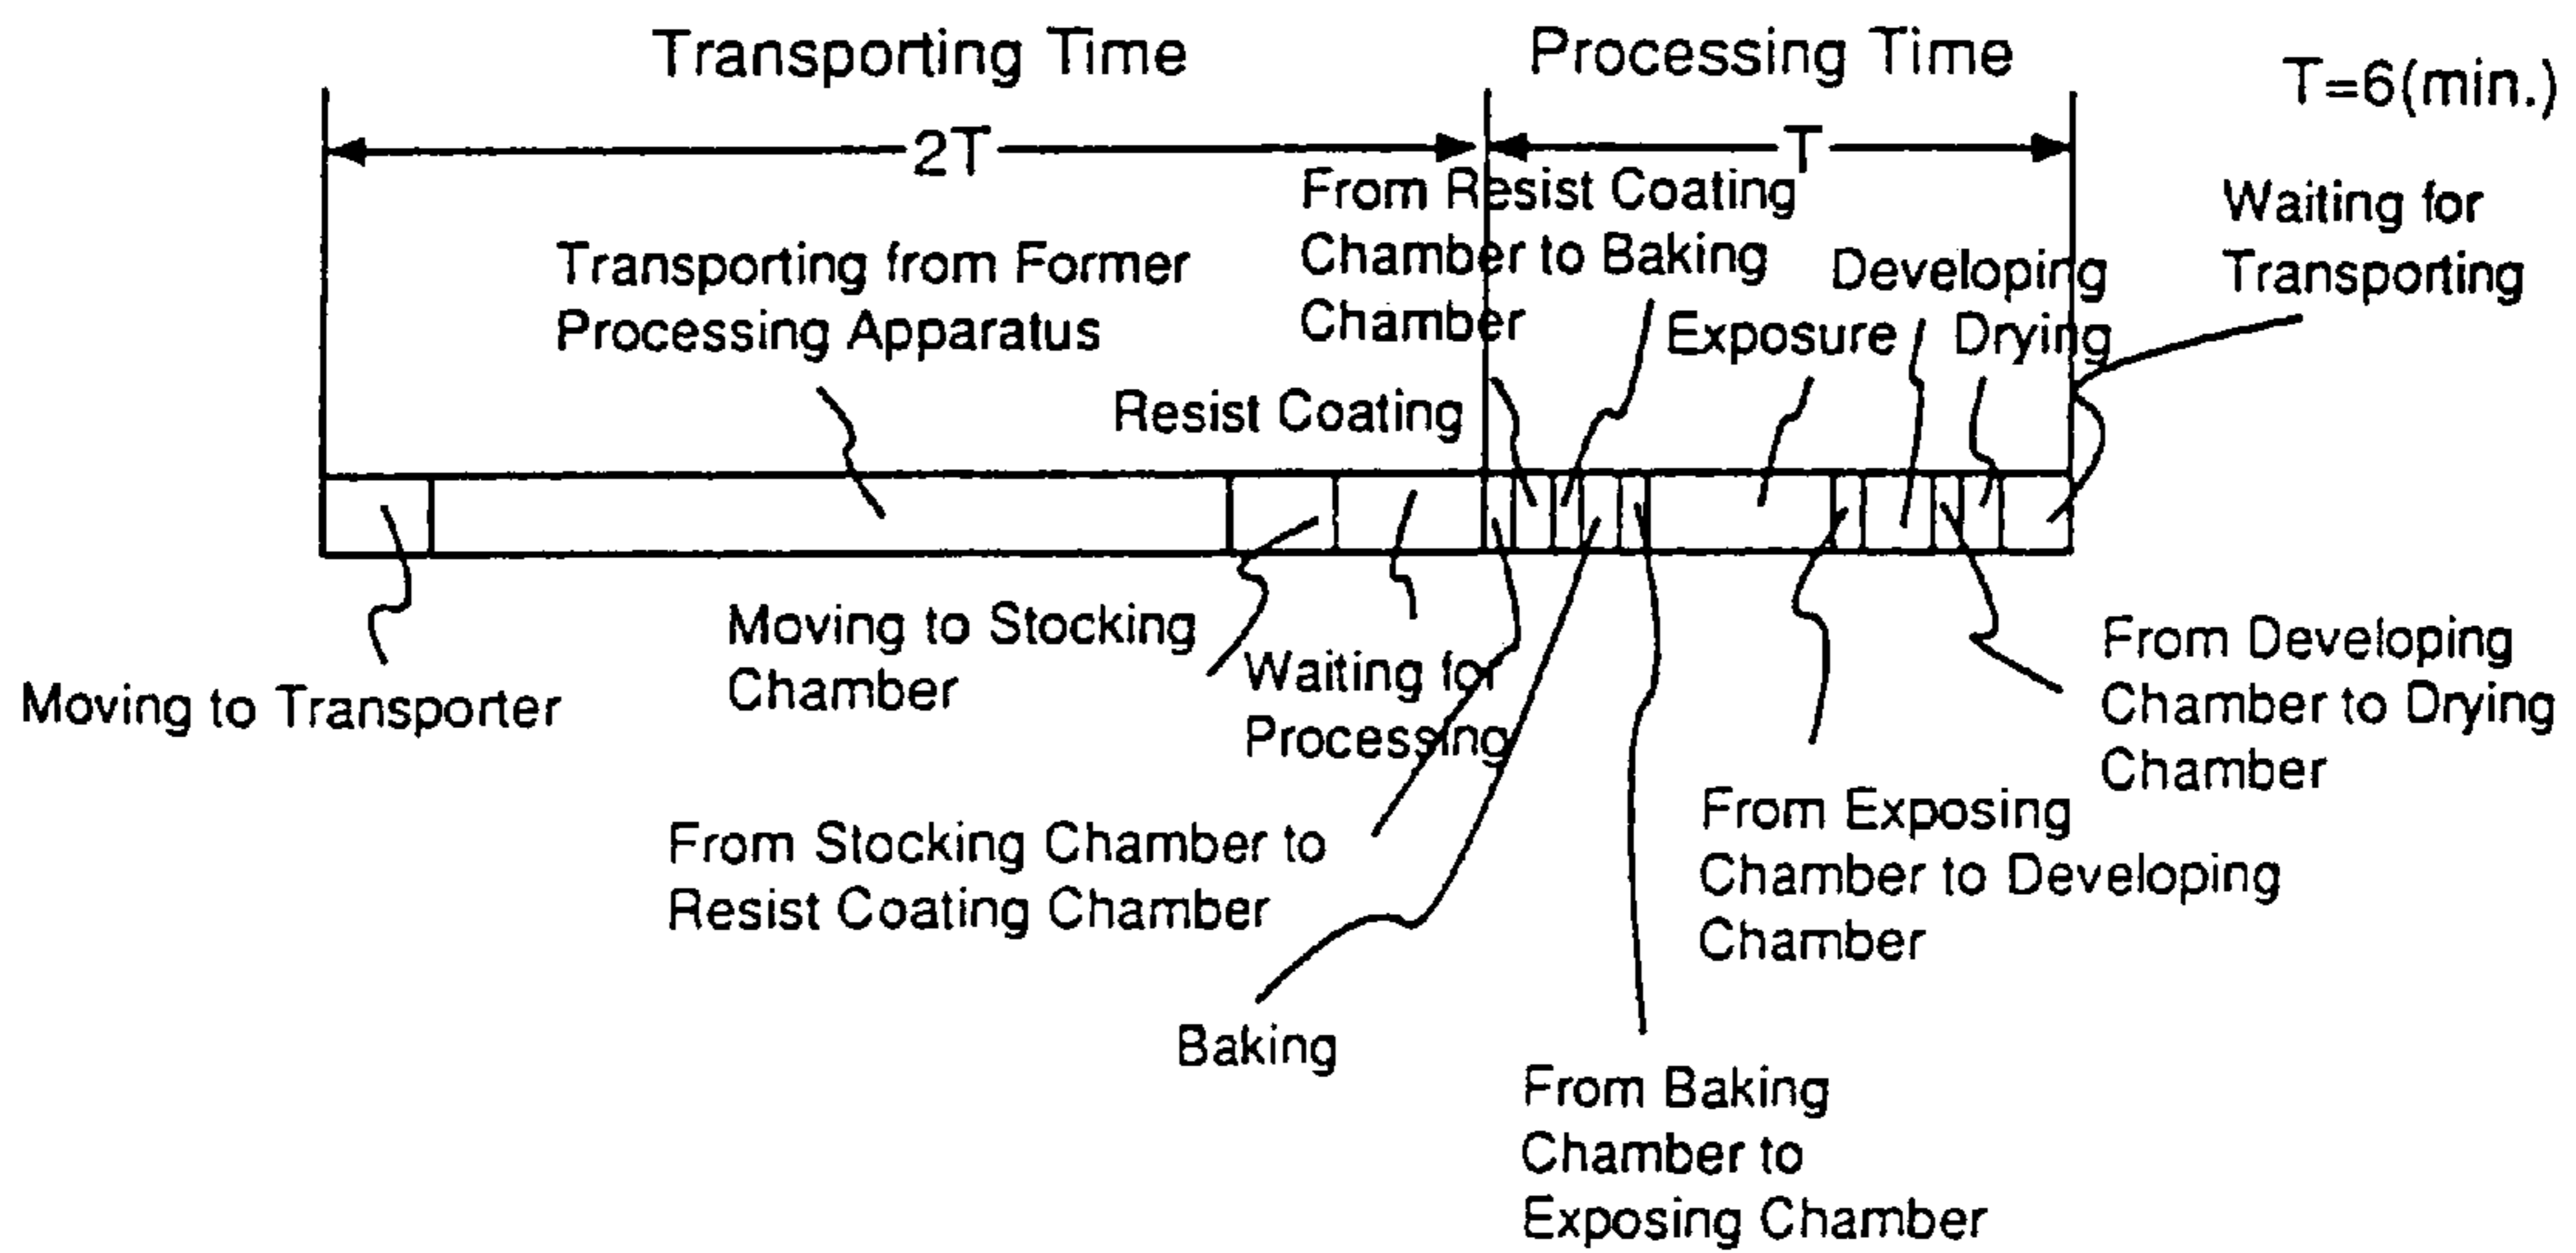 Transporting Time
Processing Time
T=6(min.)
2T
T
From Resist Coating
Chamber to Baking
Chamber
Waiting for
Transporting
Transporting from Former
Processing Apparatus
Developing
Exposure
Drying
Resist Coating
Moving to Transporter
Moving to Stocking
Chamber
Waiting for
Processing
From Stocking Chamber to
Resist Coating Chamber
Baking
From Baking
Chamber to
Exposing Chamber
From Exposing
Chamber to Developing
Chamber
From Developing
Chamber to Drying
Chamber